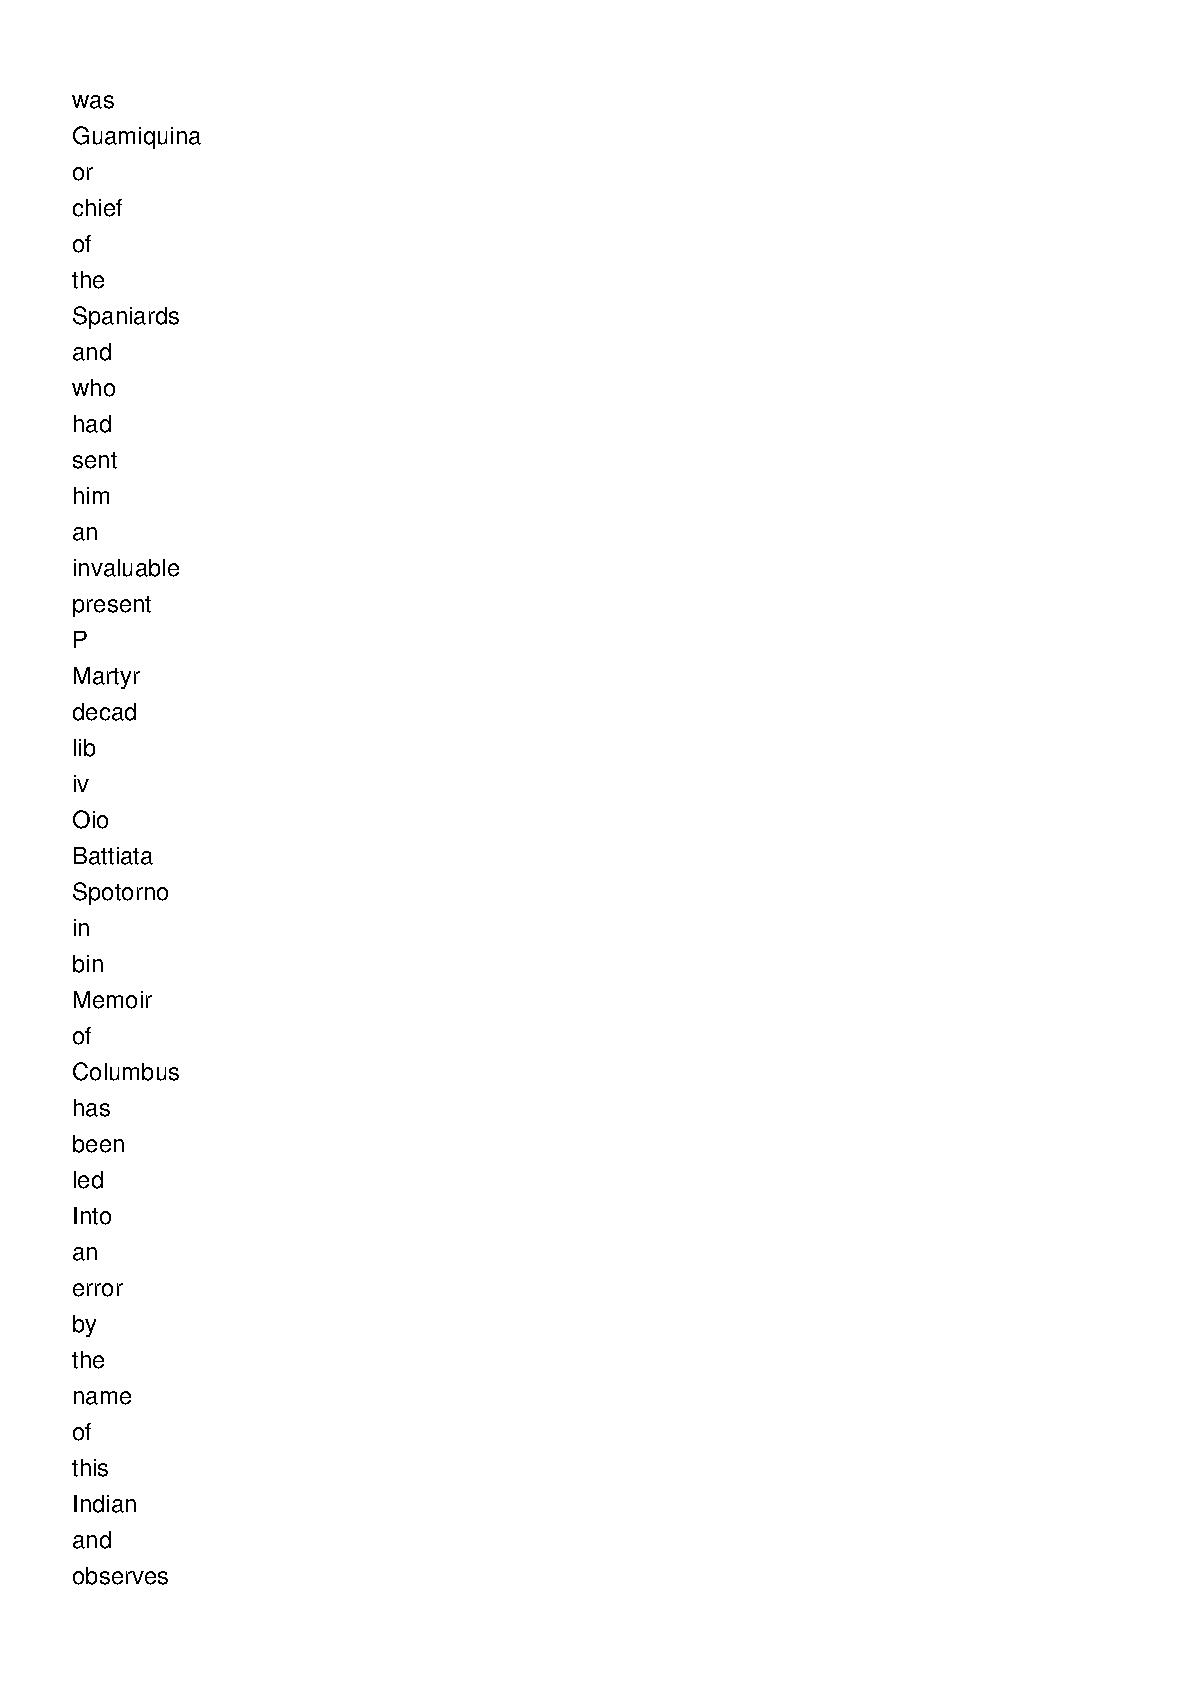 was
Guamiquina
or
chief
of
the
Spaniards
and
who
had
sent
him
an
invaluable
present
P
Martyr
decad
lib
iv
Oio
Battiata
Spotorno
in
bin
Memoir
of
Columbus
has
been
led
Into
an
error
by
the
name
of
this
Indian
and
observes